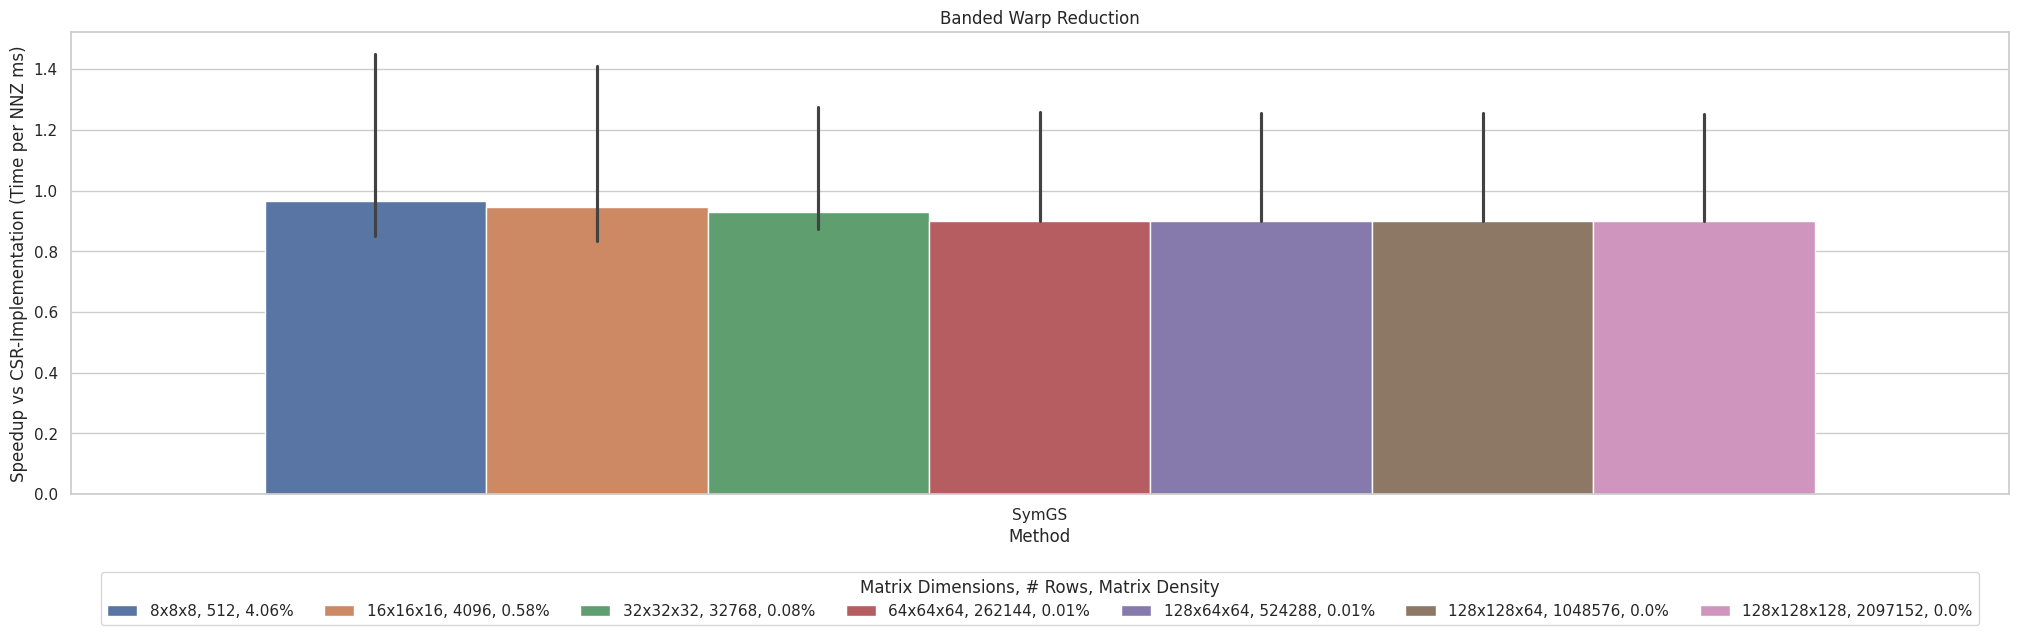 Banded Warp Reduction
Speedup vs CSR-Implementation (Time per NNZ ms)
1.4
1.2
1.0
0.8
0.6
0.4
0.2
0.0
SymGS
Method
Matrix Dimensions, # Rows, Matrix Density
8x8x8, 512, 4.06% 16x16x16, 4096, 0.58% 32x32x32, 32768, 0.08% 64x64x64, 262144, 0.01% 128x64x64, 524288, 0.01% 128x128x64, 1048576, 0.0% 128x128x128, 2097152, 0.0%